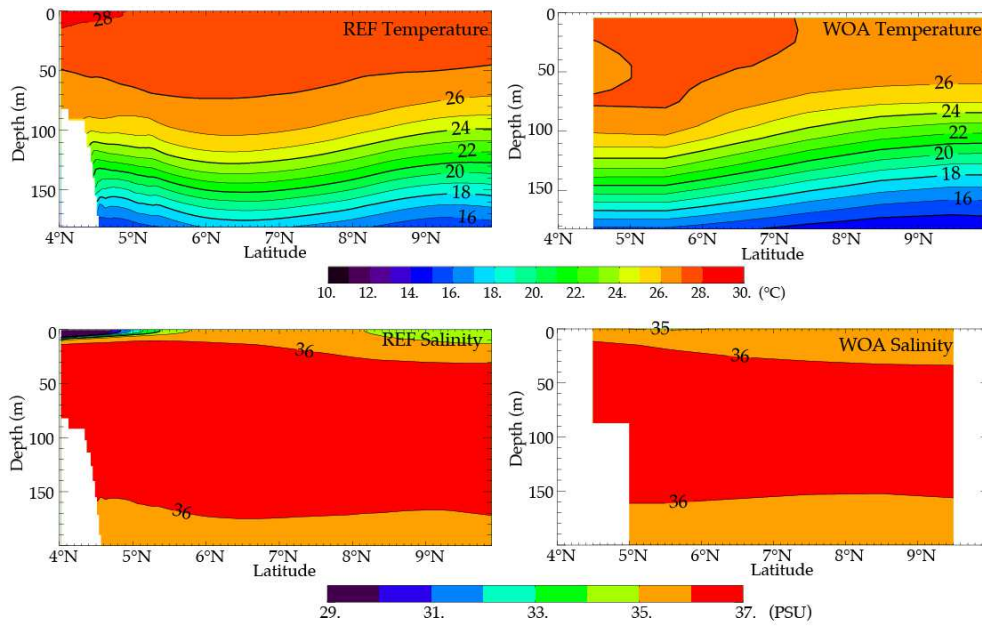 28
REF Temperature
26
24
22
20
18
16
0
50
100
150
Depth (m)
4°N 5°N 6°N 7°N 8°N 9°N
Latitude
WOA Temperature
26
24
22
20
18
16
0
50
100
150
Depth (m)
4°N 5°N 6°N 7°N 8°N 9°N
Latitude
10. 12. 14. 16. 18. 20. 22. 24. 26. 28. 30. (°C)
36
REF Salinity
36
0
50
100
150
Depth (m)
4°N 5°N 6°N 7°N 8°N 9°N
Latitude
35
36
WOA Salinity
36
0
50
100
150
Depth (m)
4°N 5°N 6°N 7°N 8°N 9°N
Latitude
29. 31. 33. 35. 37. (PSU)